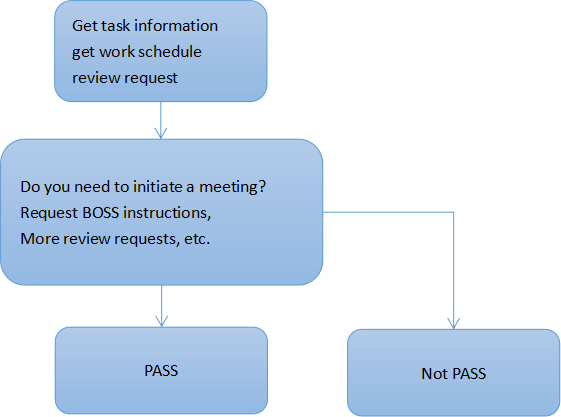 Get task information
get work schedule
review request
Do you need to initiate a meeting?
Request BOSS instructions,
More review requests, etc.
PASS
Not PASS